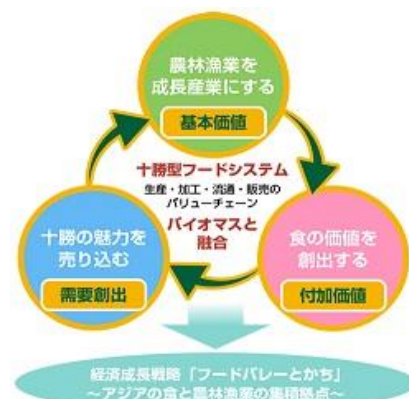 農林漁業を
成長産業にする
基本価値
十勝型フードシステム
生産・加工・流通・販売の
バリューチェーン
バイオマスと
融合
十勝の魅力を
売り込む
需要創出
食の価値を
創出する
付加価値
経済成長戦略「フードバレーとかち」
~アジアの食と農林漁業の集積拠点~